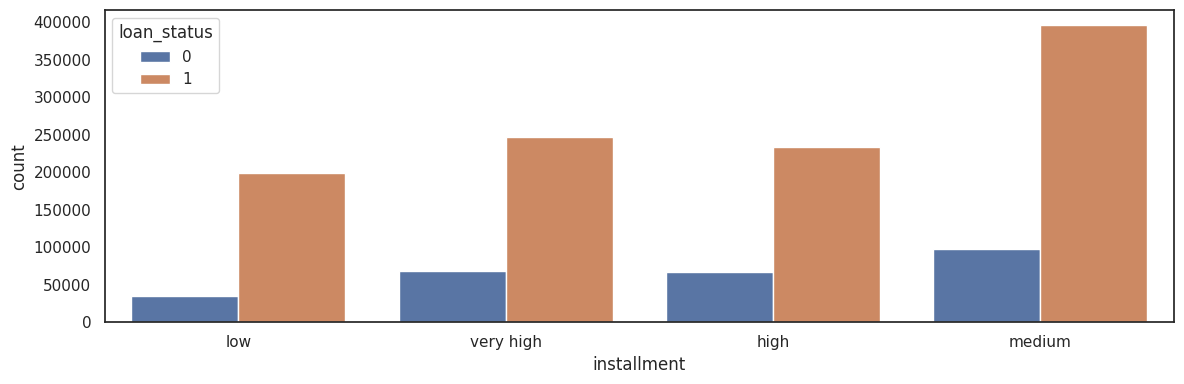 400000
350000
300000
250000
200000
150000
100000
50000
0
count
loan_status
0
1
low
very high
high
medium
installment